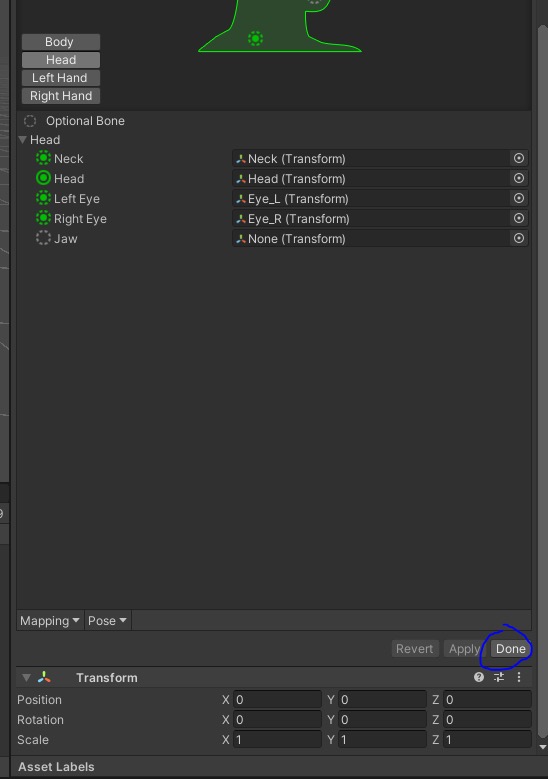 Body
Head
Left Hand
Right Hand
Optional Bone
Head
Neck Neck (Transform)
Head Head (Transform)
Left Eye Eye_L (Transform)
Right Eye Eye_R (Transform)
Jaw None (Transform)
9
Mapping Pose
Revert Apply Done
Transform
Position X 0 Y 0 Z 0
Rotation X 0 Y 0 Z 0
Scale X 1 Y 1 Z 1
Asset Labels